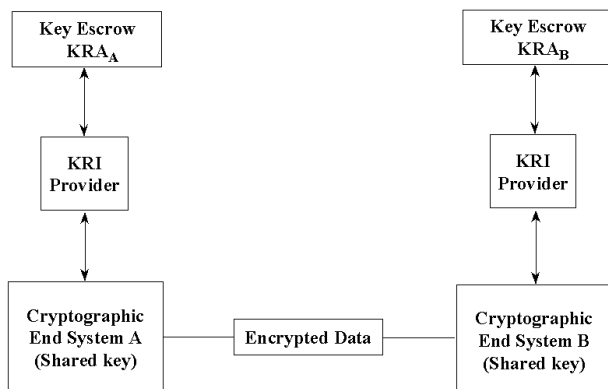 Key Escrow
KRA_A
Key Escrow
KRA_B
KRI
Provider
KRI
Provider
Cryptographic
End System A
(Shared key)
Encrypted Data
Cryptographic
End System B
(Shared key)